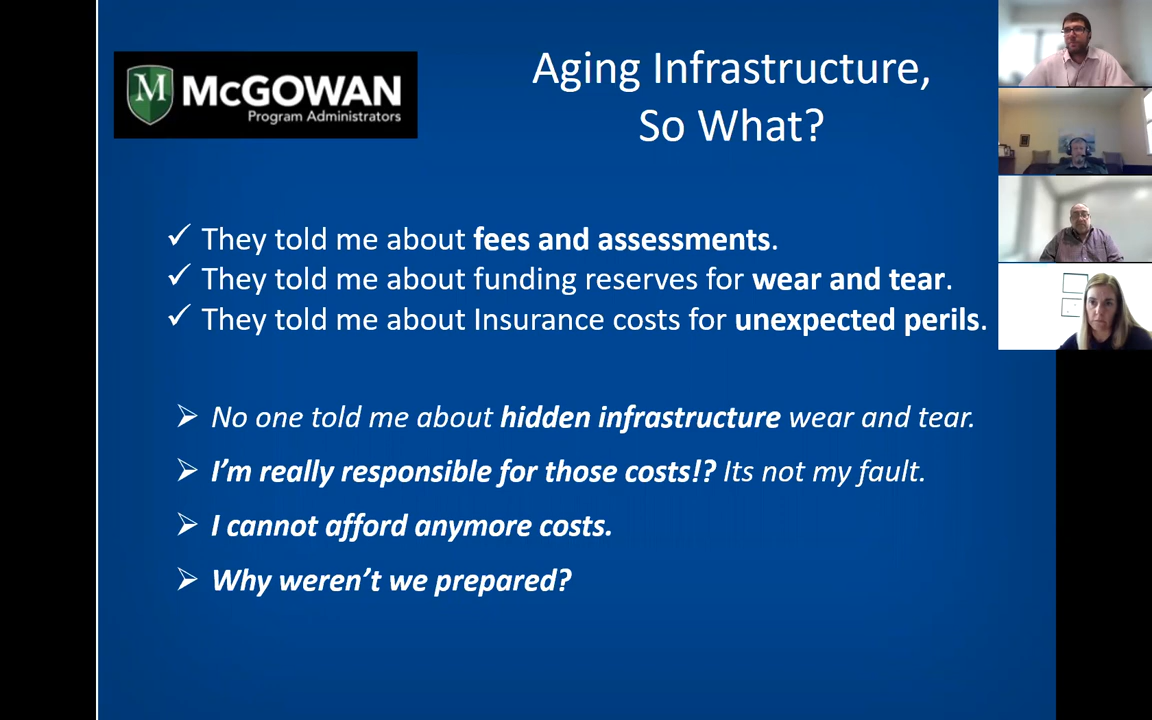 M McGOWAN
Program Administrators
Aging Infrastructure,
So What?
✓ They told me about fees and assessments.
✓ They told me about funding reserves for wear and tear.
✓ They told me about Insurance costs for unexpected perils.
➢ No one told me about hidden infrastructure wear and tear.
➢ I’m really responsible for those costs!? Its not my fault.
➢ I cannot afford anymore costs.
➢ Why weren’t we prepared?